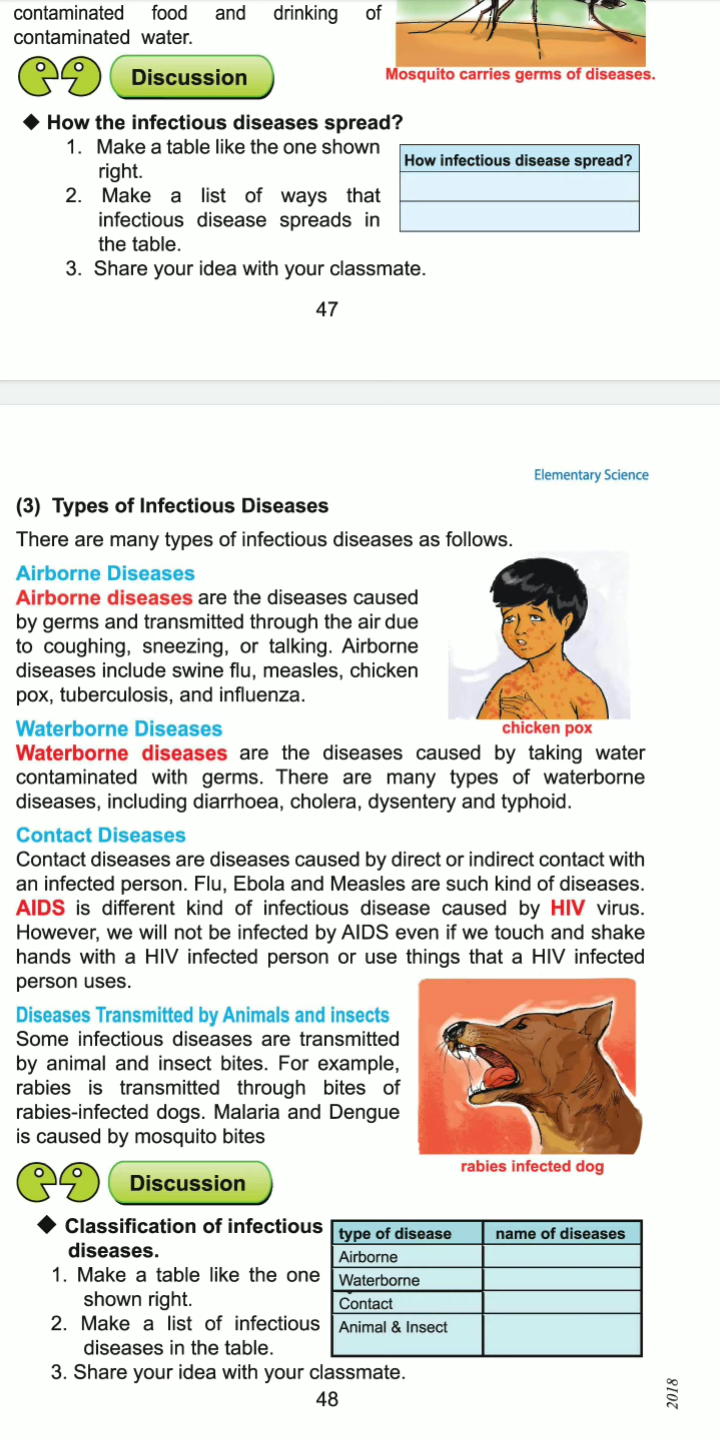 contaminated food and drinking of
contaminated water.
Mosquito carries germs of diseases.
Discussion
◆ How the infectious diseases spread?
1. Make a table like the one shown
right.
2. Make a list of ways that
infectious disease spreads in
the table.
3. Share your idea with your classmate.
How infectious disease spread?
47
Elementary Science
(3) Types of Infectious Diseases
There are many types of infectious diseases as follows.
Airborne Diseases
Airborne diseases are the diseases caused
by germs and transmitted through the air due
to coughing, sneezing, or talking. Airborne
diseases include swine flu, measles, chicken
pox, tuberculosis, and influenza.
chicken pox
Waterborne Diseases
Waterborne diseases are the diseases caused by taking water
contaminated with germs. There are many types of waterborne
diseases, including diarrhoea, cholera, dysentery and typhoid.
Contact Diseases
Contact diseases are diseases caused by direct or indirect contact with
an infected person. Flu, Ebola and Measles are such kind of diseases.
AIDS is different kind of infectious disease caused by HIV virus.
However, we will not be infected by AIDS even if we touch and shake
hands with a HIV infected person or use things that a HIV infected
person uses.
Diseases Transmitted by Animals and insects
Some infectious diseases are transmitted
by animal and insect bites. For example,
rabies is transmitted through bites of
rabies-infected dogs. Malaria and Dengue
is caused by mosquito bites
rabies infected dog
Discussion
◆ Classification of infectious
diseases.
1. Make a table like the one
shown right.
2. Make a list of infectious
diseases in the table.
3. Share your idea with your classmate.
type of disease name of diseases
Airborne
Waterborne
Contact
Animal & Insect
48
2018